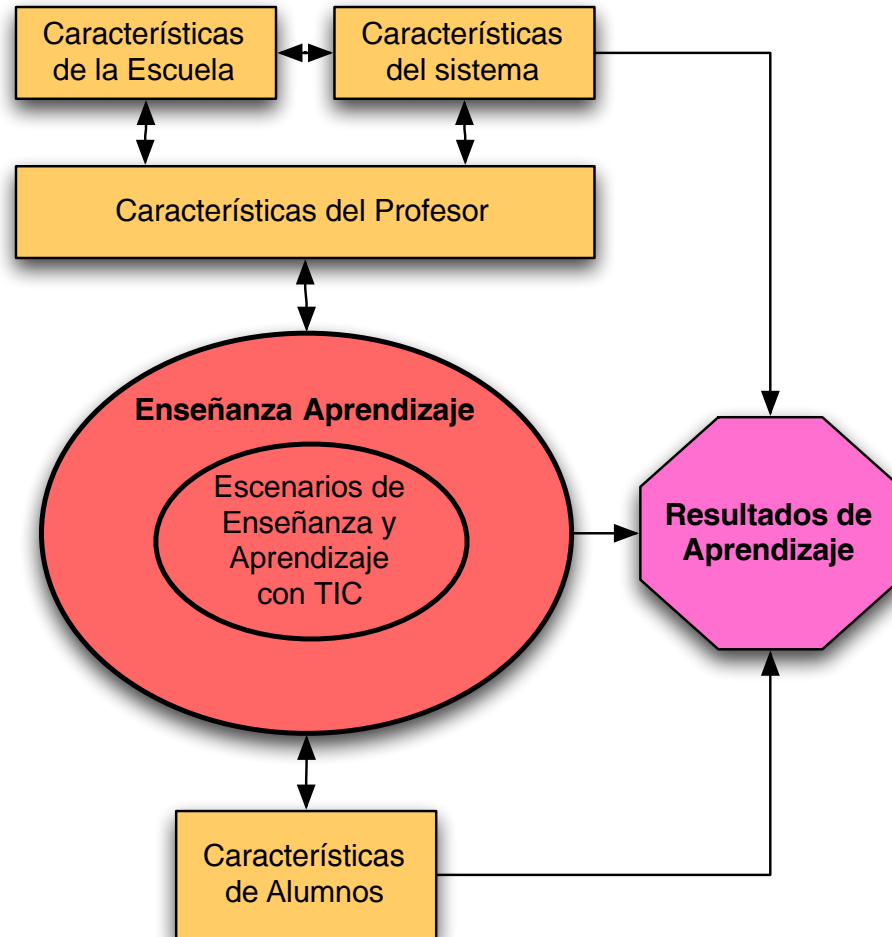 Características
de la Escuela
Características
del sistema
Características del Profesor
Enseñanza Aprendizaje
Escenarios de
Enseñanza y
Aprendizaje
con TIC
Resultados de
Aprendizaje
Características
de Alumnos